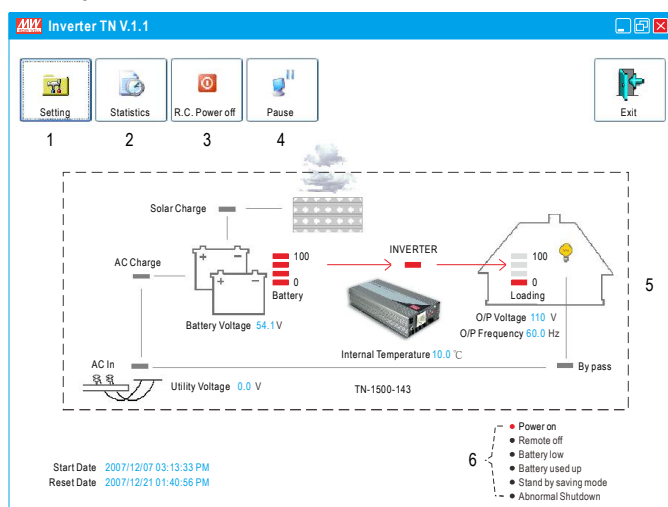 MW Inverter TN V.1.1
Setting Statistics R.C. Power off Pause Exit
1 2 3 4
Solar Charge
AC Charge
+ -
+ -
100
0
Battery
INVERTER
100
0
Loading
5
Battery Voltage 54.1V
O/P Voltage 110 V
O/P Frequency 60.0 Hz
Internal Temperature 10.0 ℃
AC In
By pass
Utility Voltage 0.0 V
TN-1500-143
6
Power on
Remote off
Battery low
Battery used up
Stand by saving mode
Abnormal Shutdown
Start Date 2007/12/07 03:13:33 PM
Reset Date 2007/12/21 01:40:56 PM